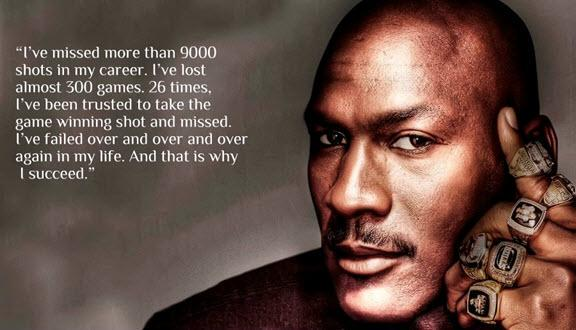 “I’ve missed more than 9000
shots in my career. I’ve lost
almost 300 games. 26 times,
I’ve been trusted to take the
game winning shot and missed.
I’ve failed over and over and over
again in my life. And that is why
I succeed.”